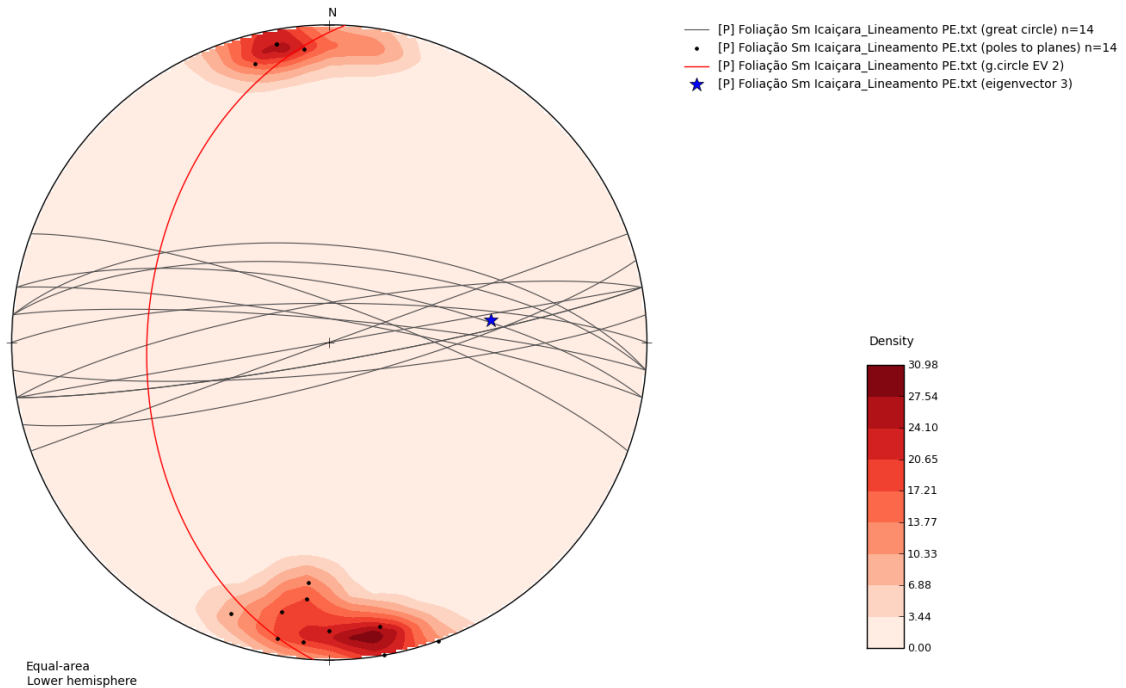 N
[P] Foliação Sm Icaiçara_Lineamento PE.txt (great circle) n=14
[P] Foliação Sm Icaiçara_Lineamento PE.txt (poles to planes) n=14
[P] Foliação Sm Icaiçara_Lineamento PE.txt (g.circle EV 2)
[P] Foliação Sm Icaiçara_Lineamento PE.txt (eigenvector 3)
Density
30.98
27.54
24.10
20.65
17.21
13.77
10.33
6.88
3.44
0.00
Equal-area
Lower hemisphere